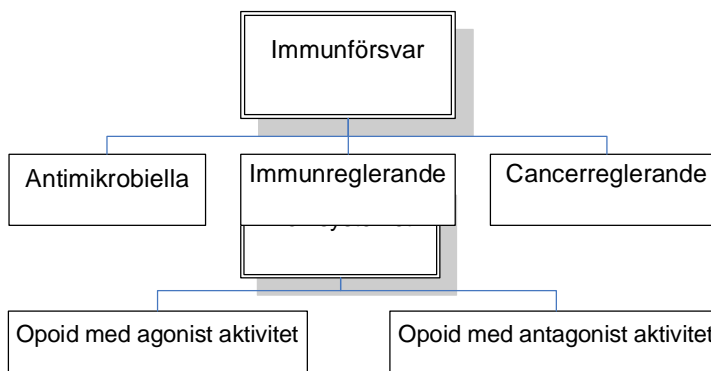 Immunförsvar
Antimikrobiella
Immunreglerande
Cancerreglerande
Opoid med agonist aktivitet
Opoid med antagonist aktivitet